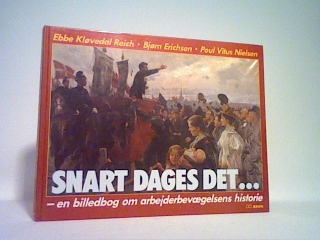 Ebbe Kløvedal Reich · Bjørn Erichsen · Poul Vitus Nielsen
SNART DAGES DET...
– en billedbog om arbejderbevægelsens historie